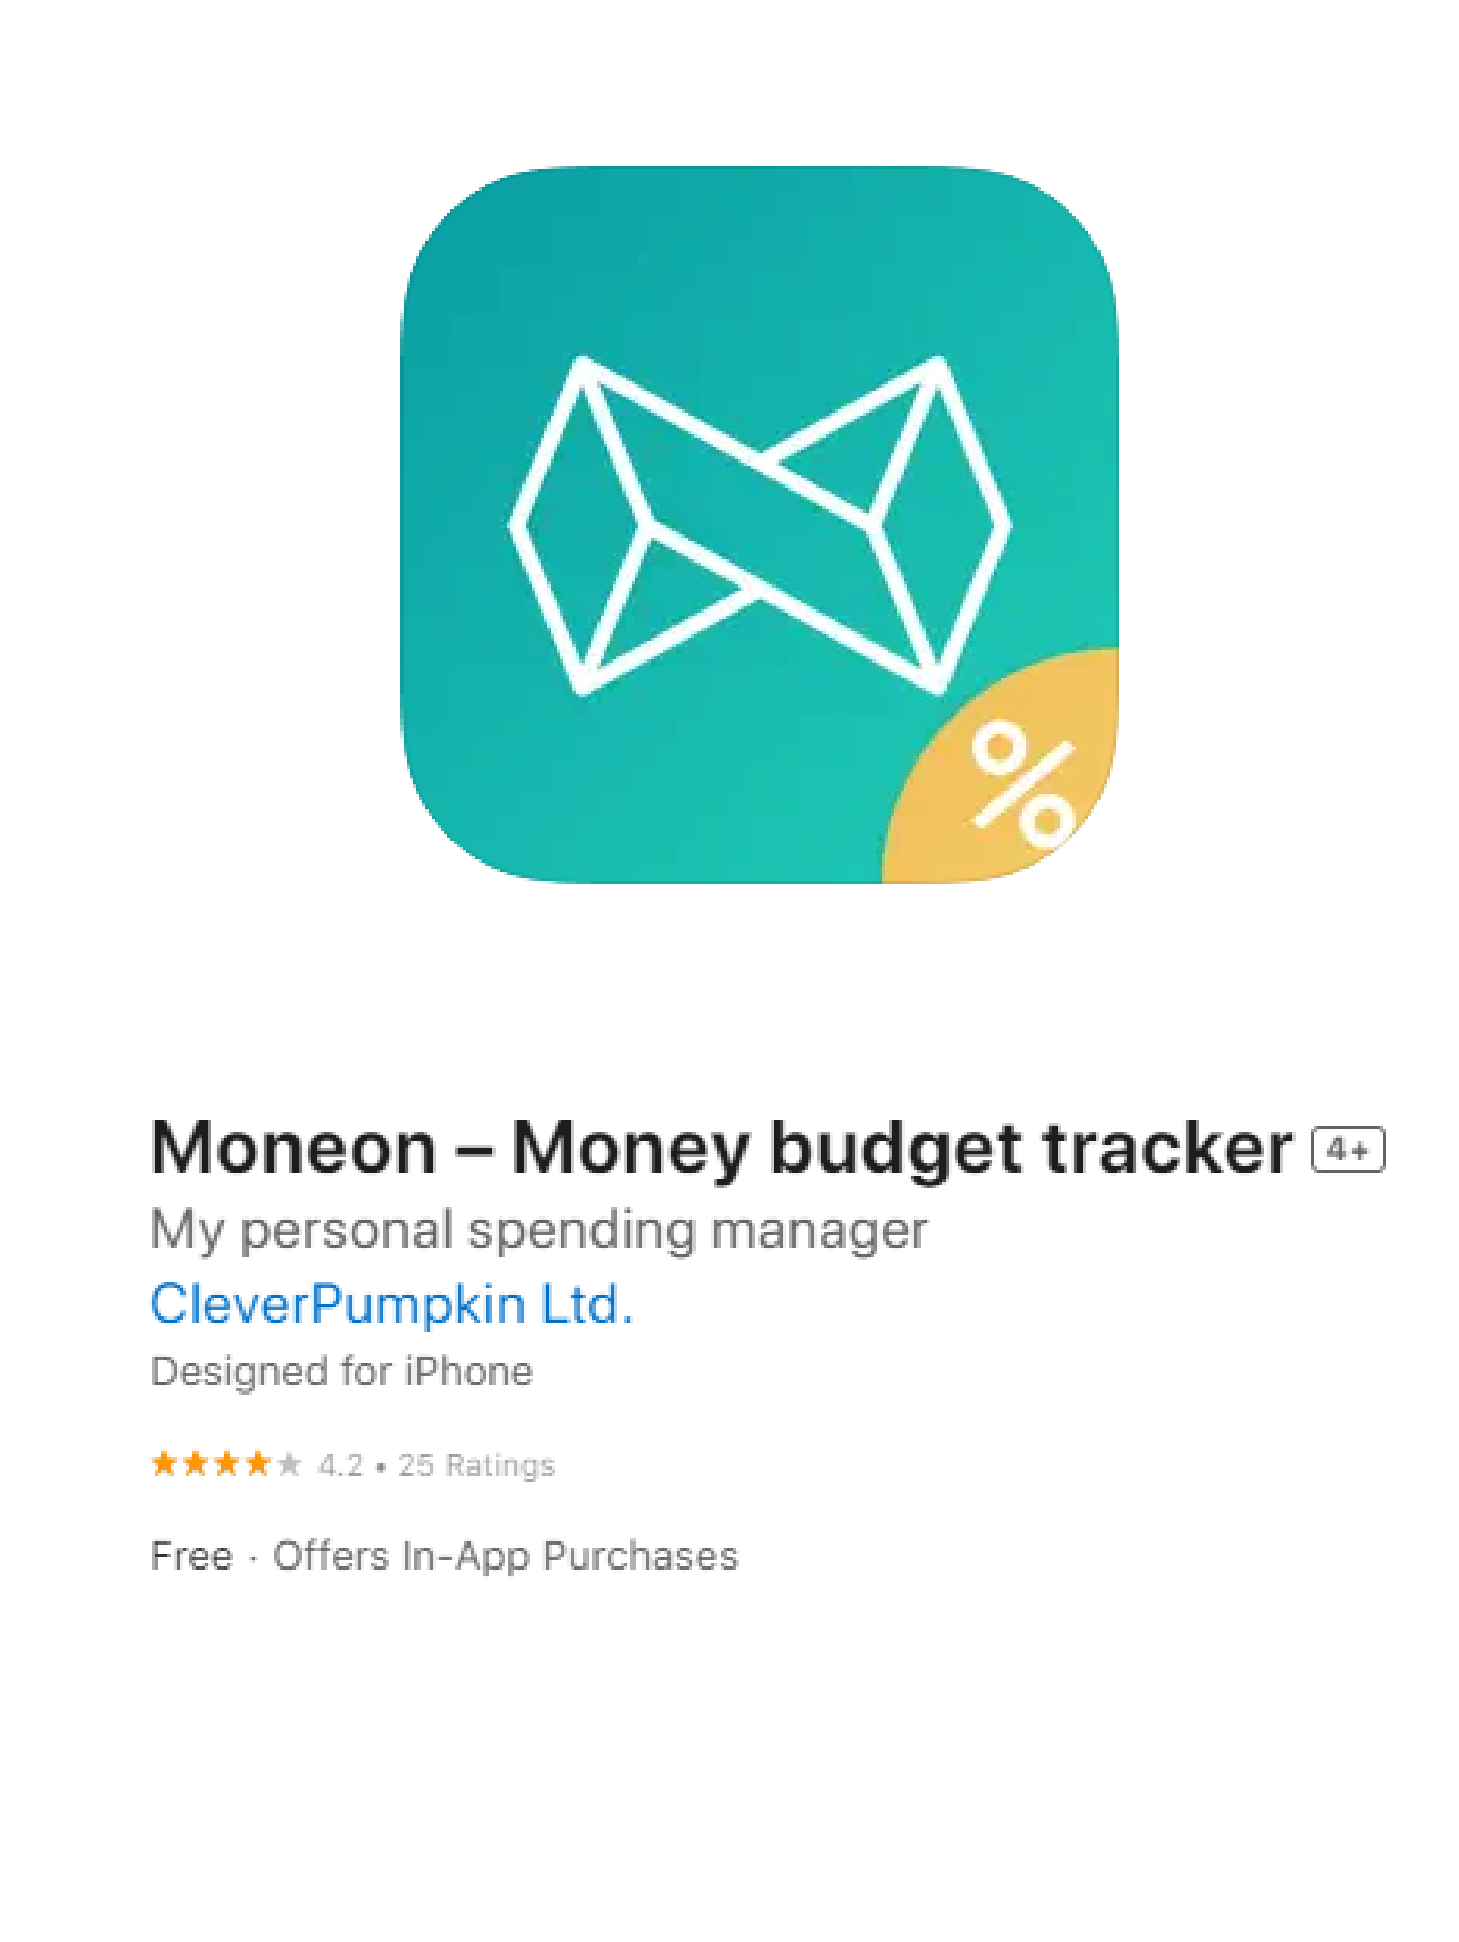 %
Moneon – Money budget tracker 4+
My personal spending manager
CleverPumpkin Ltd.
Designed for iPhone
★★★★★ 4.2 • 25 Ratings
Free · Offers In-App Purchases